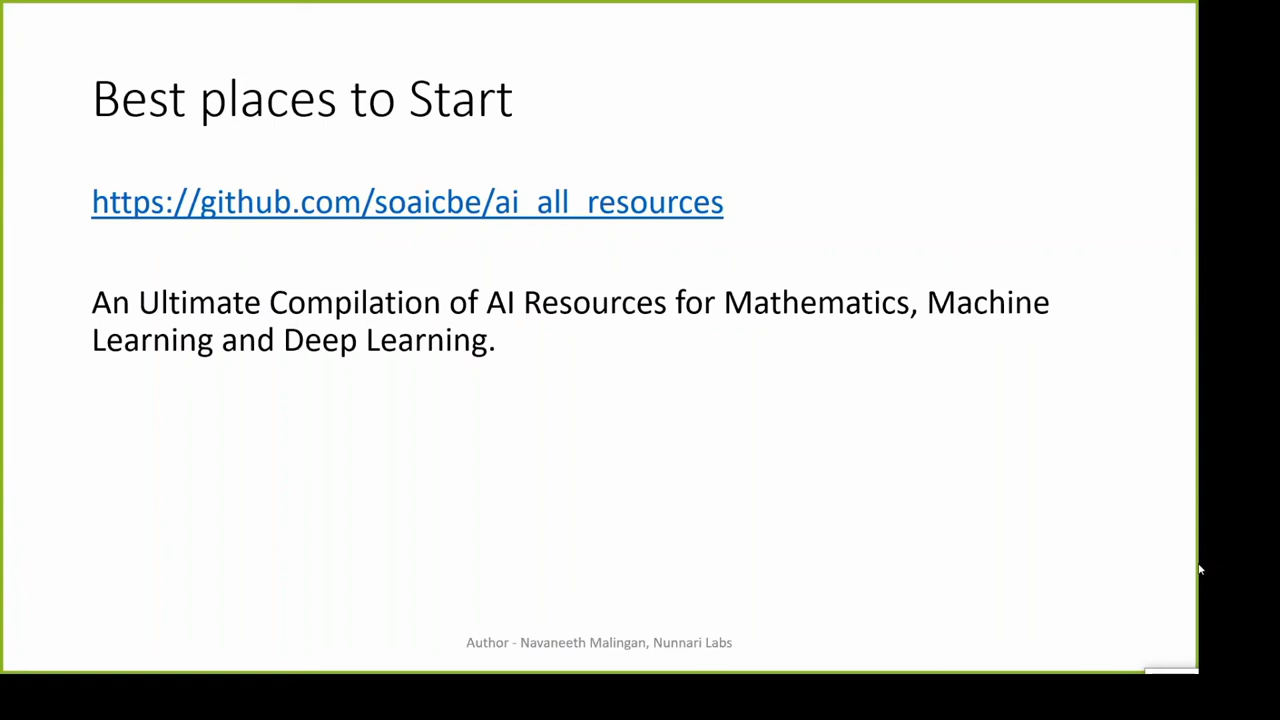 Best places to Start
https://github.com/soaicbe/ai_all_resources
An Ultimate Compilation of AI Resources for Mathematics, Machine
Learning and Deep Learning.
Author - Navaneeth Malingan, Nunnari Labs